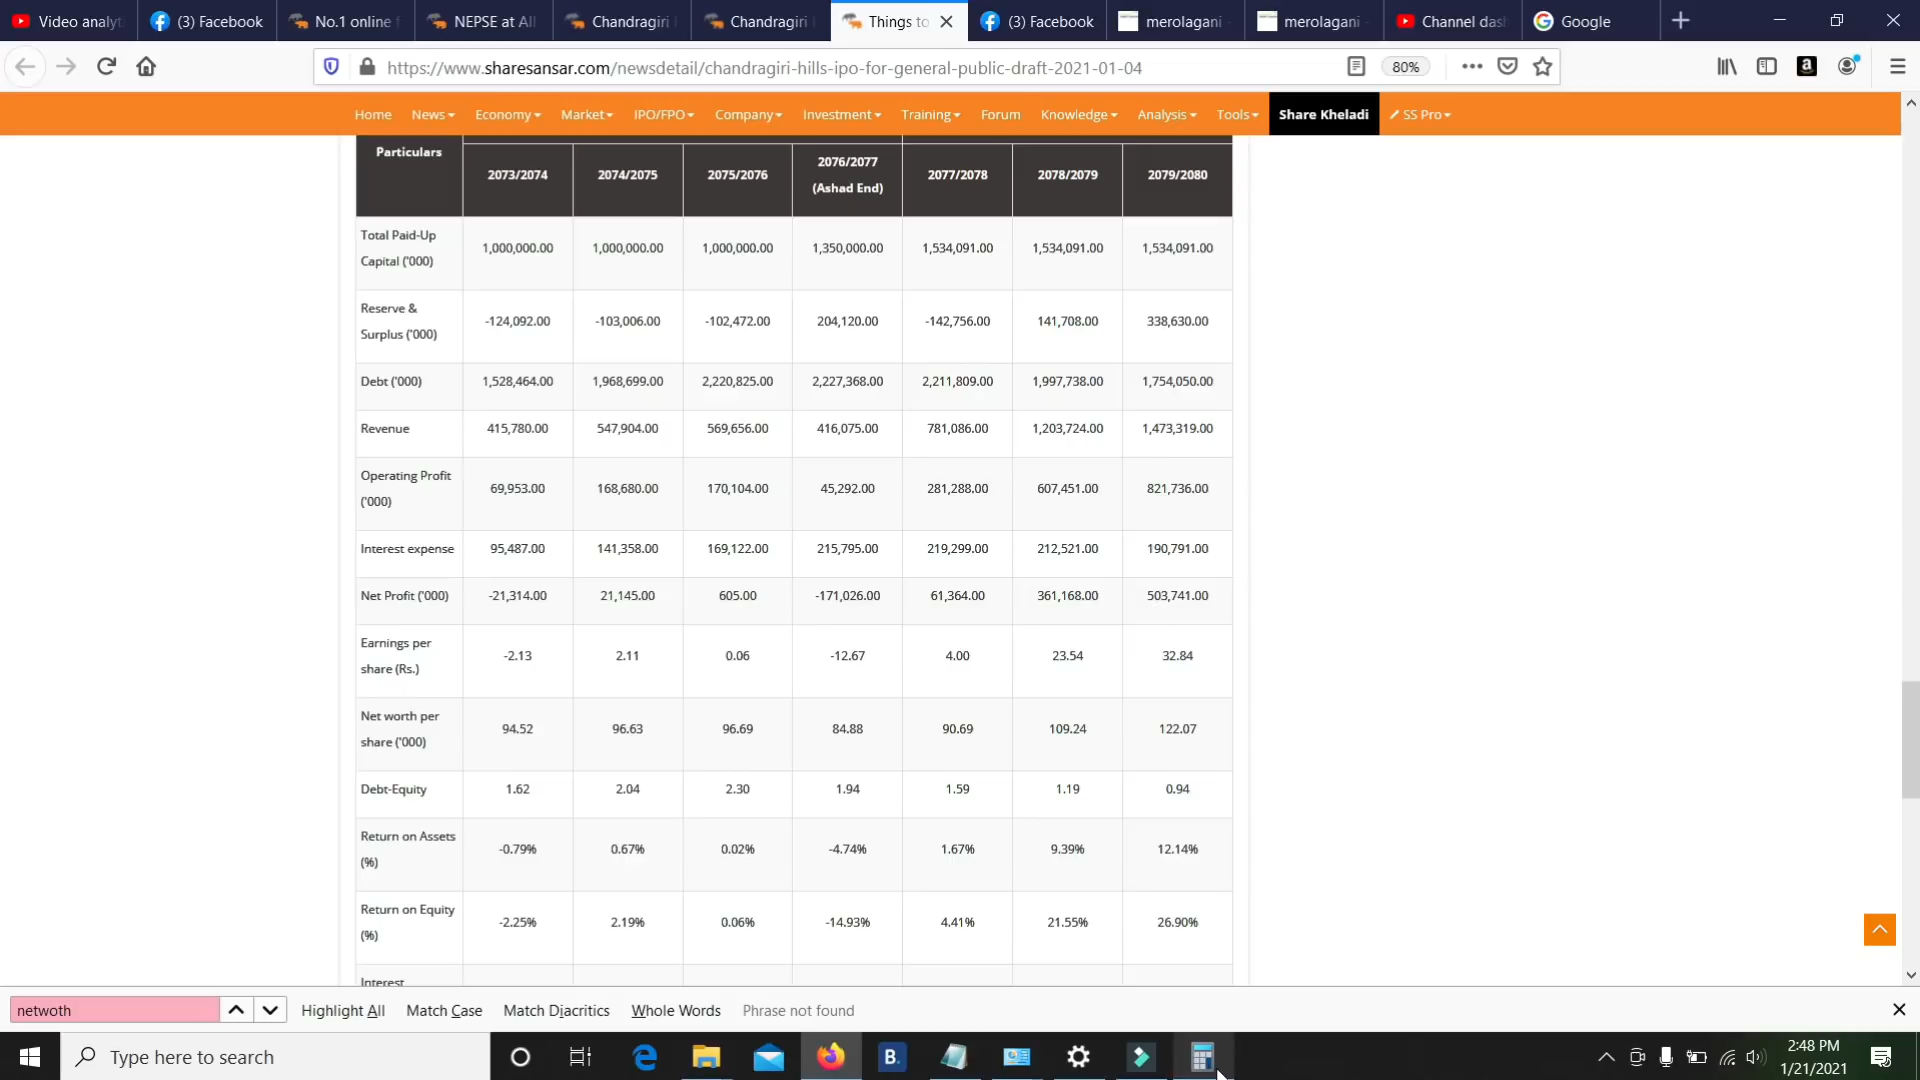 Video analyt
(3) Facebook
No.1 online f
NEPSE at All
Chandragiri
Chandragiri
Things to
(3) Facebook
merolagani
merolagani
Channel das
Google
https://www.sharesansar.com/newsdetail/chandragiri-hills-ipo-for-general-public-draft-2021-01-04
80%
Home News Economy Market IPO/FPO Company Investment Training Forum Knowledge Analysis Tools Share Kheladi SS Pro
Particulars 2073/2074 2074/2075 2075/2076 2076/2077 (Ashad End) 2077/2078 2078/2079 2079/2080
Total Paid-Up Capital ('000) 1,000,000.00 1,000,000.00 1,000,000.00 1,350,000.00 1,534,091.00 1,534,091.00 1,534,091.00
Reserve & Surplus ('000) -124,092.00 -103,006.00 -102,472.00 204,120.00 -142,756.00 141,708.00 338,630.00
Debt ('000) 1,528,464.00 1,968,699.00 2,220,825.00 2,227,368.00 2,211,809.00 1,997,738.00 1,754,050.00
Revenue 415,780.00 547,904.00 569,656.00 416,075.00 781,086.00 1,203,724.00 1,473,319.00
Operating Profit ('000) 69,953.00 168,680.00 170,104.00 45,292.00 281,288.00 607,451.00 821,736.00
Interest expense 95,487.00 141,358.00 169,122.00 215,795.00 219,299.00 212,521.00 190,791.00
Net Profit ('000) -21,314.00 21,145.00 605.00 -171,026.00 61,364.00 361,168.00 503,741.00
Earnings per share (Rs.) -2.13 2.11 0.06 -12.67 4.00 23.54 32.84
Net worth per share ('000) 94.52 96.63 96.69 84.88 90.69 109.24 122.07
Debt-Equity 1.62 2.04 2.30 1.94 1.59 1.19 0.94
Return on Assets (%) -0.79% 0.67% 0.02% -4.74% 1.67% 9.39% 12.14%
Return on Equity (%) -2.25% 2.19% 0.06% -14.93% 4.41% 21.55% 26.90%
Interest
netwoth
Highlight All Match Case Match Diacritics Whole Words Phrase not found
Type here to search
B.
2:48 PM
1/21/2021